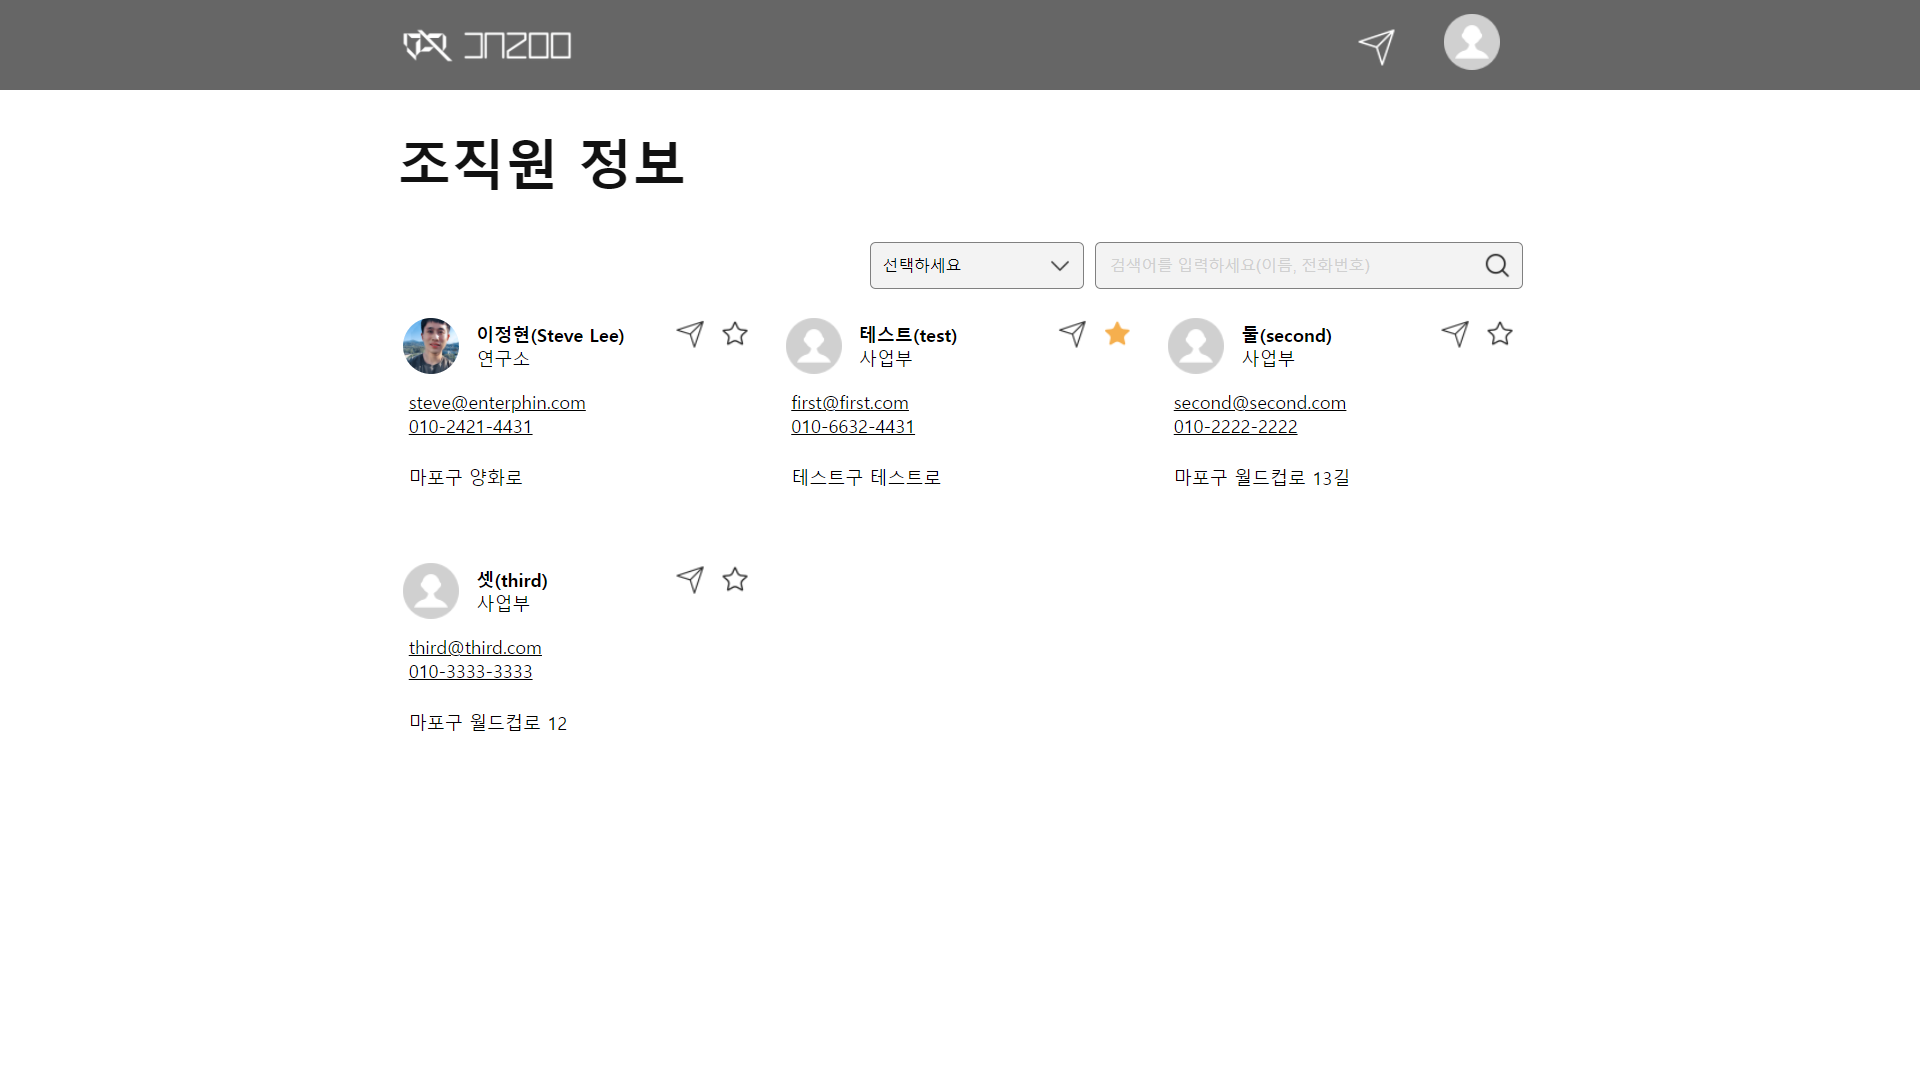 JNZOO
조직원 정보
선택하세요
검색어를 입력하세요(이름, 전화번호)
이정현(Steve Lee)
연구소
steve@enterphin.com
010-2421-4431
마포구 양화로
테스트(test)
사업부
first@first.com
010-6632-4431
테스트구 테스트로
둘(second)
사업부
second@second.com
010-2222-2222
마포구 월드컵로 13길
셋(third)
사업부
third@third.com
010-3333-3333
마포구 월드컵로 12